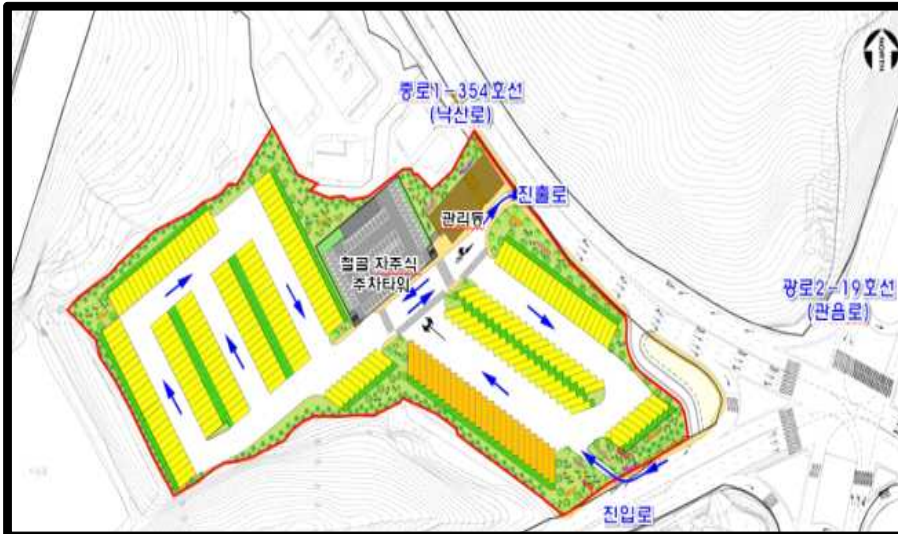 NORTH
중로1-354호선
(낙산로)
진출로
관리동
철골 자주식
주차타워
광로2-19호선
(관음로)
진입로